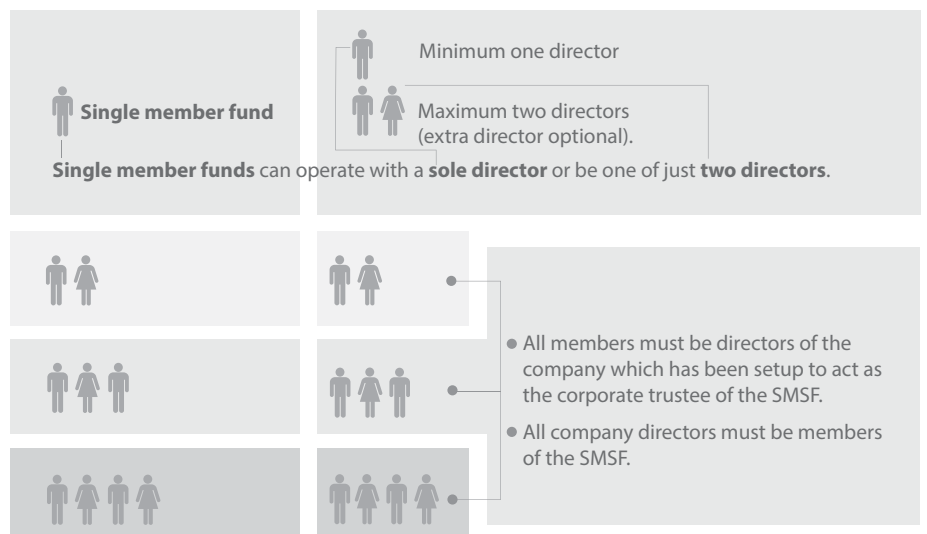 Minimum one director
Single member fund
Maximum two directors
(extra director optional).
Single member funds can operate with a sole director or be one of just two directors.
All members must be directors of the
company which has been setup to act as
the corporate trustee of the SMSF.
All company directors must be members
of the SMSF.